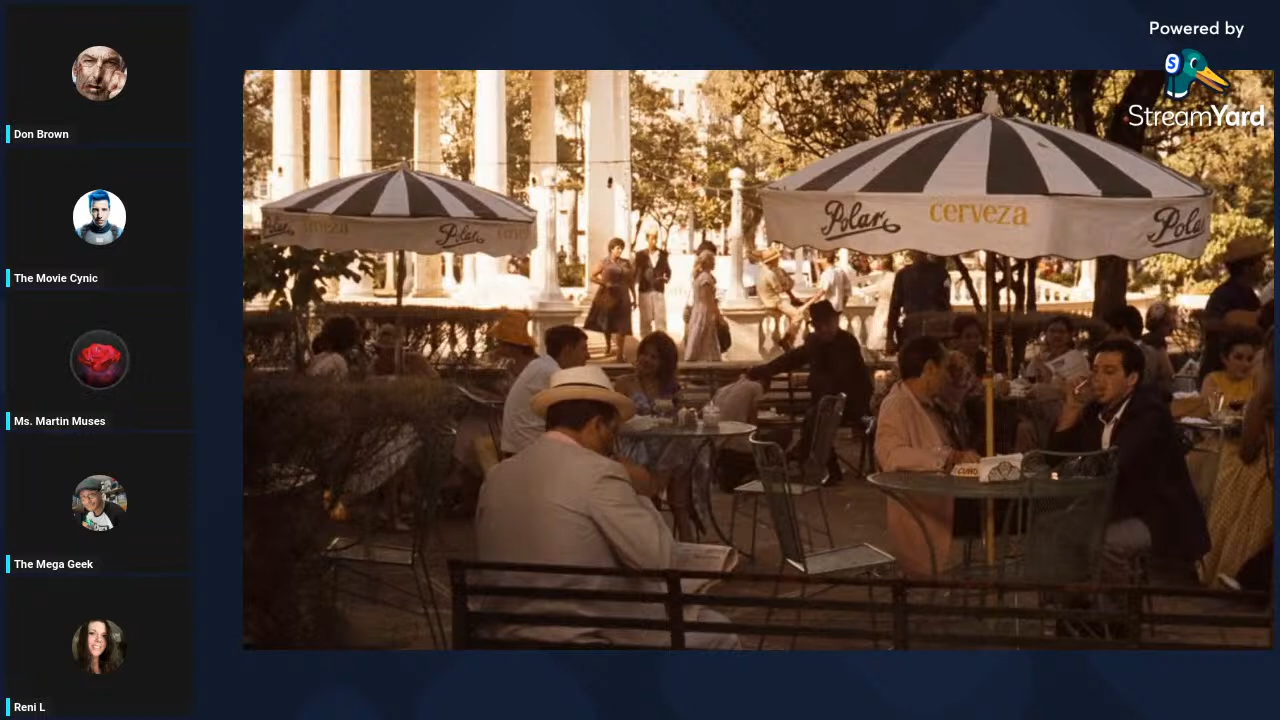 Powered by
StreamYard
S
Don Brown
The Movie Cynic
Ms. Martin Muses
The Mega Geek
Reni L
Polar
Polar
cerveza
Polar